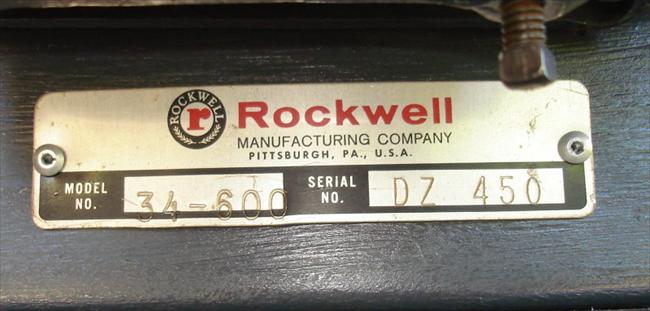 ROCKWELL
r
Rockwell
MANUFACTURING COMPANY
PITTSBURGH, PA., U.S.A.
MODEL NO. 34-600
SERIAL NO. DZ 450